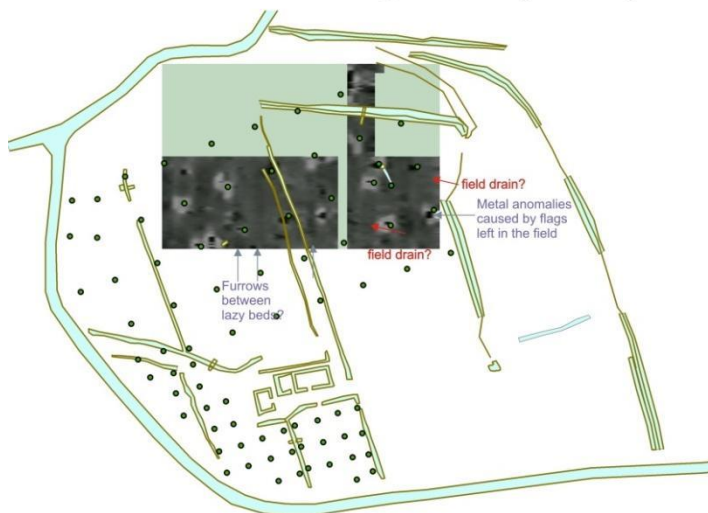 field drain?
Metal anomalies
caused by flags
left in the field
field drain?
Furrows
between
lazy beds?